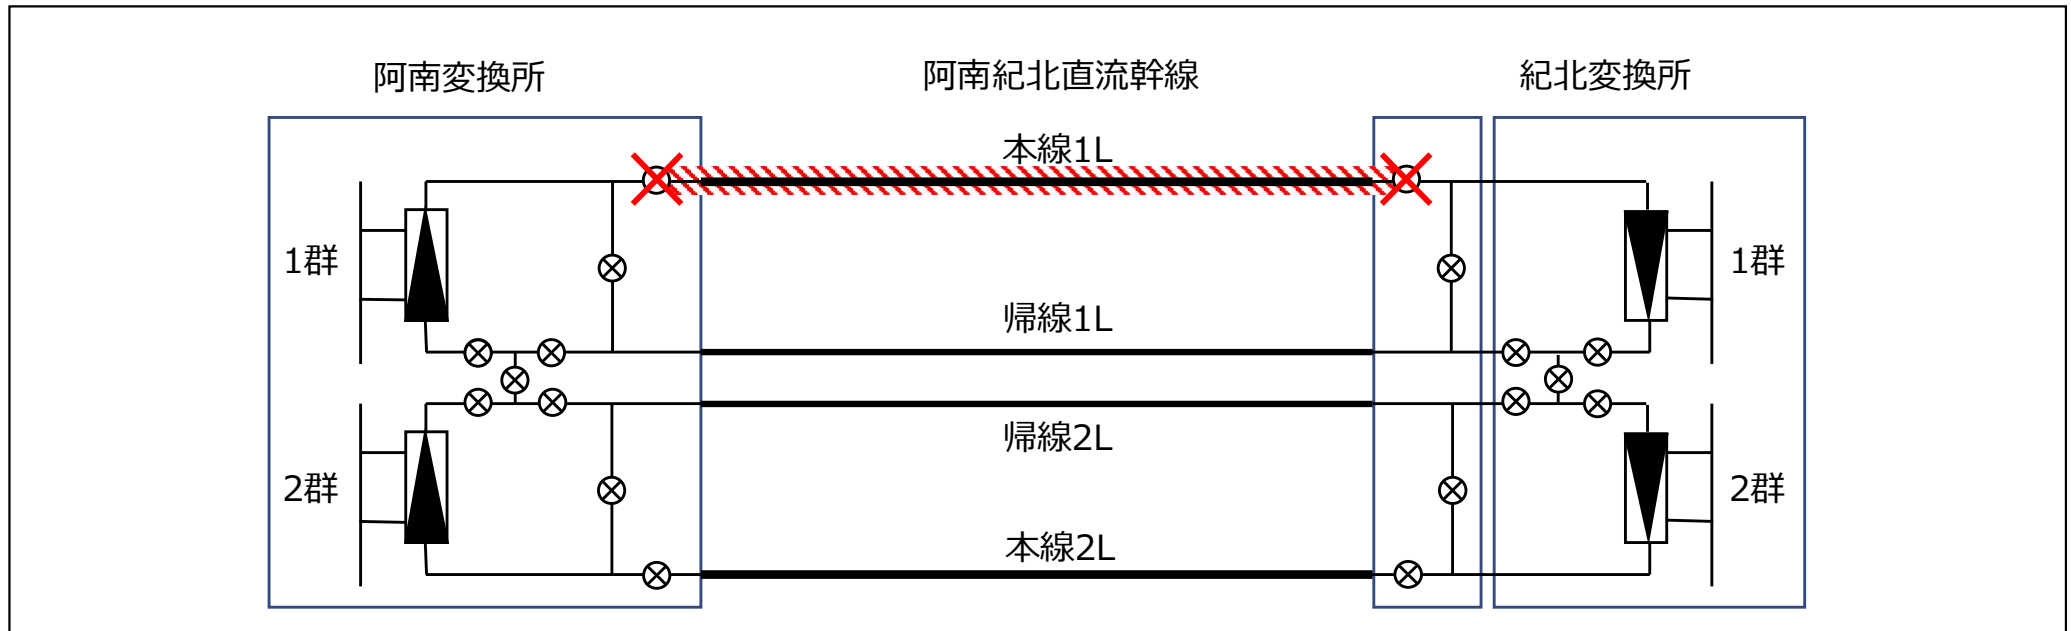 阿南変換所
阿南紀北直流幹線
紀北変換所
本線1L
1群
1群
帰線1L
帰線2L
2群
2群
本線2L